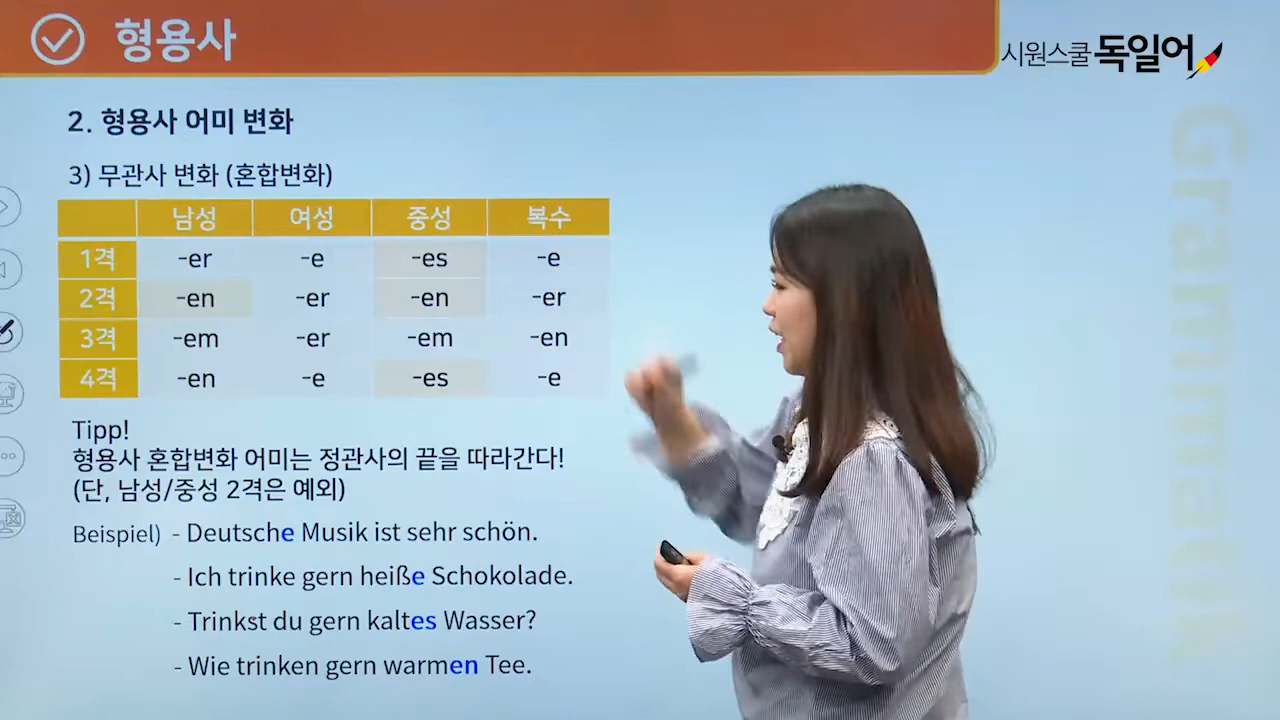 형용사
시원스쿨 독일어
2. 형용사 어미 변화
3) 무관사 변화 (혼합변화)
남성 여성 중성 복수
1격 -er -e -es -e
2격 -en -er -en -er
3격 -em -er -em -en
4격 -en -e -es -e
Tipp!
형용사 혼합변화 어미는 정관사의 끝을 따라간다!
(단, 남성/중성 2격은 예외)
Beispiel) - Deutsche Musik ist sehr schön.
- Ich trinke gern heiße Schokolade.
- Trinkst du gern kaltes Wasser?
- Wie trinken gern warmen Tee.